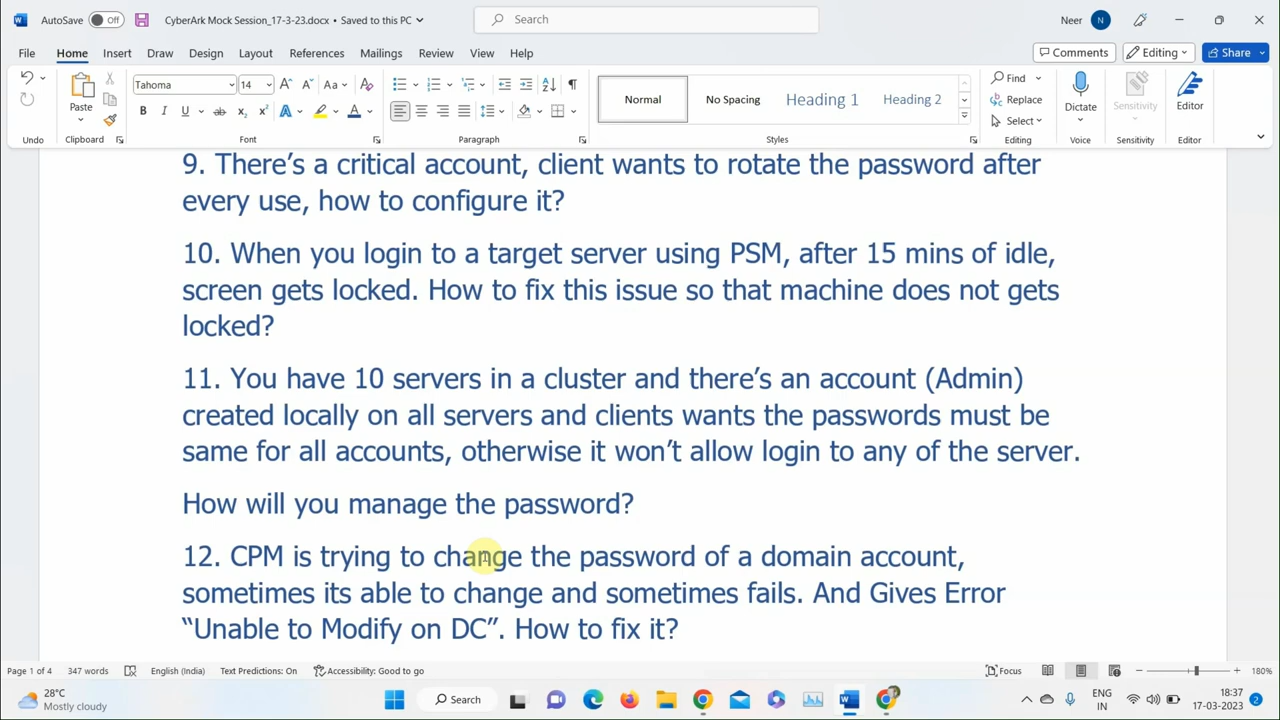 AutoSave Off CyberArk Mock Session_17-3-23.docx • Saved to this PC Search Neer N
File Home Insert Draw Design Layout References Mailings Review View Help Comments Editing Share
Tahoma 14 Aa Normal No Spacing Heading 1 Heading 2 Find Replace Select
Paste Dictate Sensitivity Editor
Undo Clipboard Font Paragraph Styles Editing Voice Sensitivity Editor
9. There’s a critical account, client wants to rotate the password after
every use, how to configure it?
10. When you login to a target server using PSM, after 15 mins of idle,
screen gets locked. How to fix this issue so that machine does not gets
locked?
11. You have 10 servers in a cluster and there’s an account (Admin)
created locally on all servers and clients wants the passwords must be
same for all accounts, otherwise it won’t allow login to any of the server.
How will you manage the password?
12. CPM is trying to change the password of a domain account,
sometimes its able to change and sometimes fails. And Gives Error
“Unable to Modify on DC”. How to fix it?
Page 1 of 4 347 words English (India) Text Predictions: On Accessibility: Good to go Focus 180%
28°C
Mostly cloudy
Search
ENG
IN
18:37
17-03-2023
2